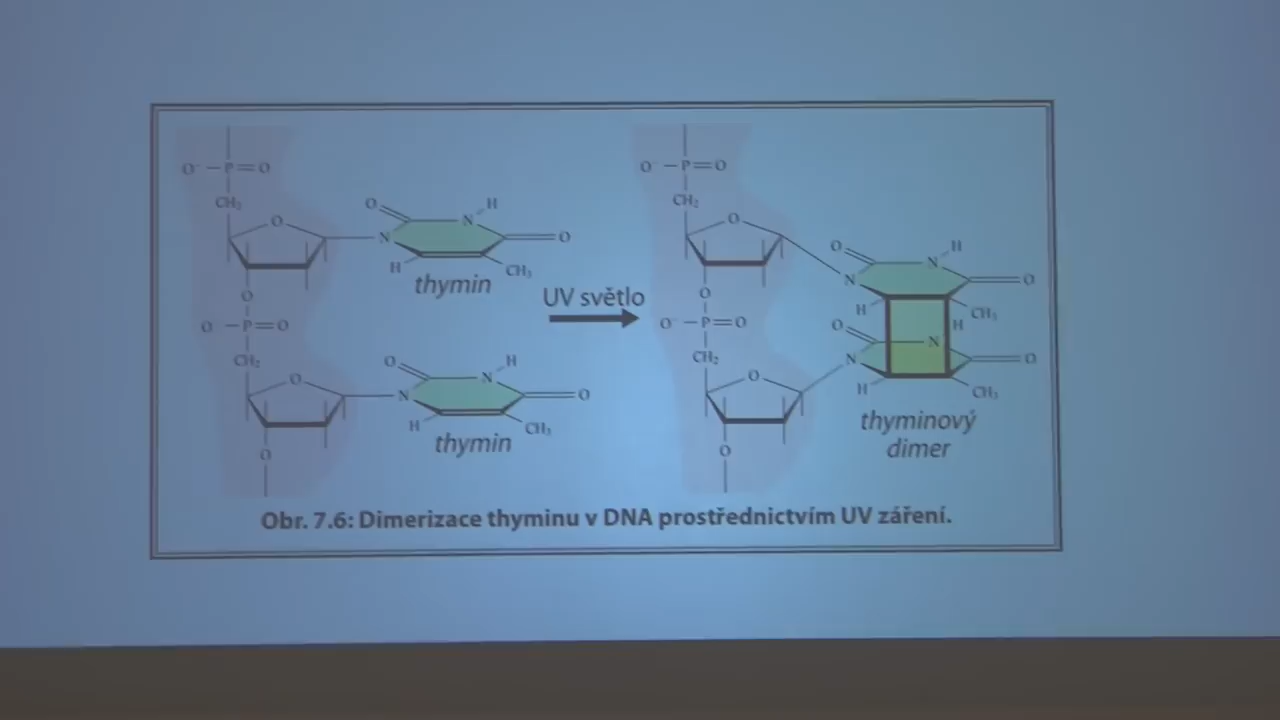 O⁻ P O
CH₂
O
O
N
N
H
O
H
CH₃
thymin
O
O⁻ P O
CH₂
O
O
N
N
H
O
H
CH₃
thymin
O
UV světlo
O⁻ P O
CH₂
O
O
N
N
H
O
H
CH₃
O
O⁻ P O
CH₂
O
O
N
N
H
O
H
CH₃
O
thyminový
dimer
Obr. 7.6: Dimerizace thyminu v DNA prostřednictvím UV záření.